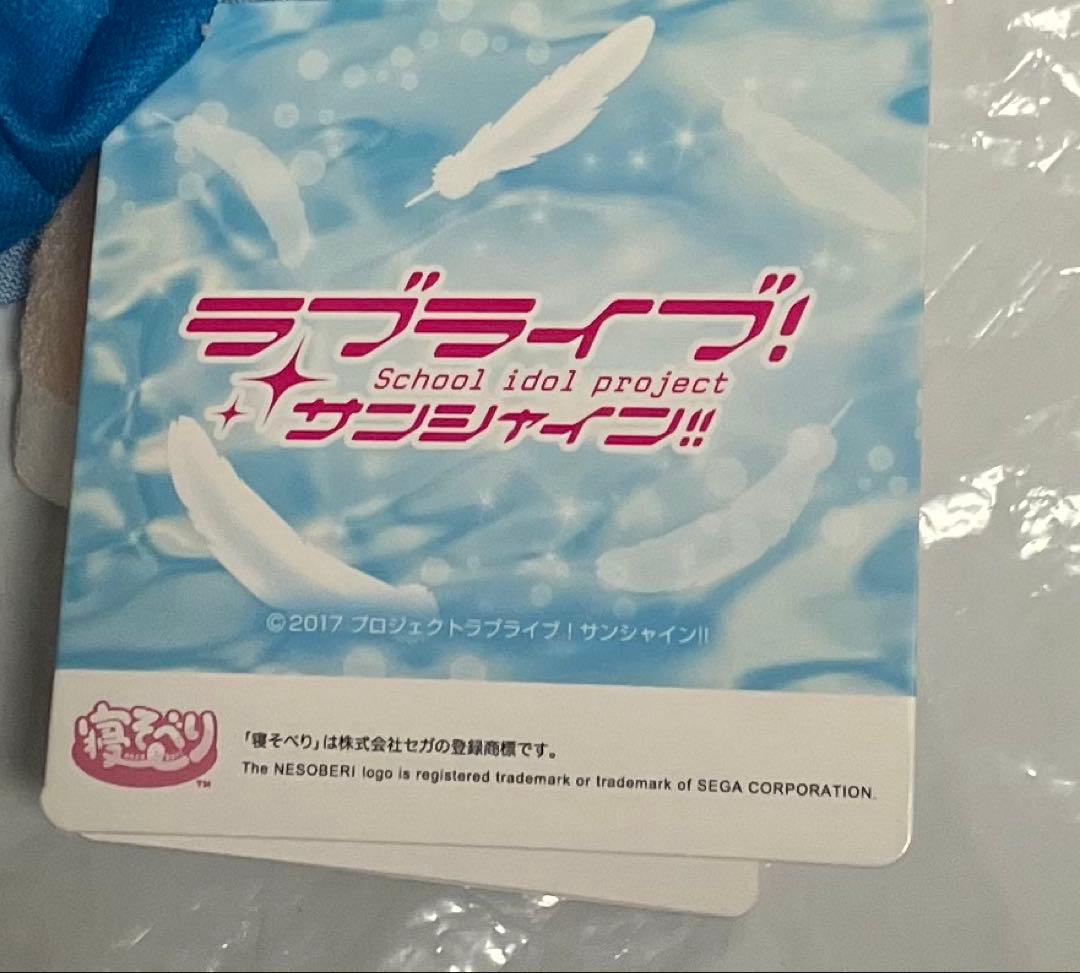 ラブライブ!
School idol project
サンシャイン!!
©2017 プロジェクトラブライブ!サンシャイン!!
寝そべり
TM
「寝そべり」は株式会社セガの登録商標です。
The NESOBERI logo is registered trademark or trademark of SEGA CORPORATION.